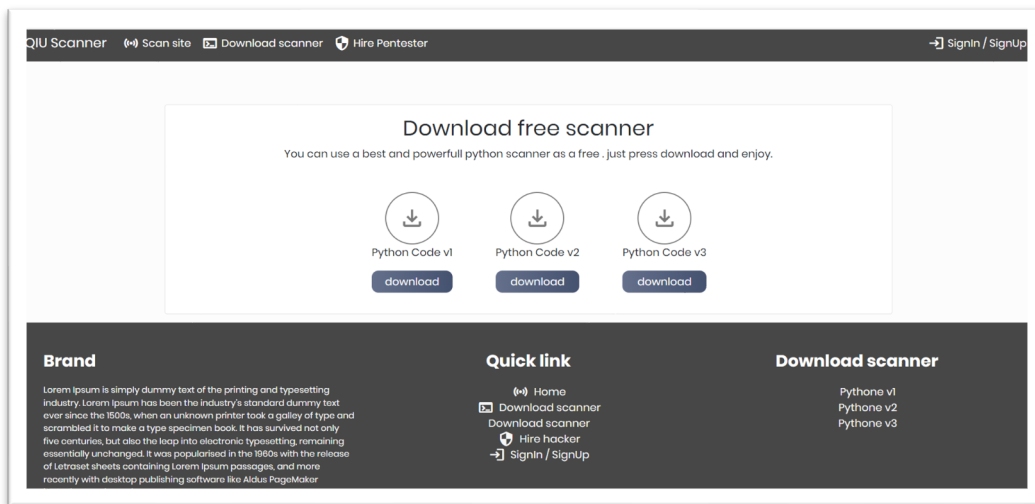 QIU Scanner Scan site Download scanner Hire Pentester SignIn / SignUp
Download free scanner
You can use a best and powerfull python scanner as a free . just press download and enjoy.
Python Code v1 Python Code v2 Python Code v3
download download download
Brand
Lorem Ipsum is simply dummy text of the printing and typesetting
industry. Lorem Ipsum has been the industry's standard dummy text
ever since the 1500s, when an unknown printer took a galley of type and
scrambled it to make a type specimen book. It has survived not only
five centuries, but also the leap into electronic typesetting, remaining
essentially unchanged. It was popularised in the 1960s with the release
of Letraset sheets containing Lorem Ipsum passages, and more
recently with desktop publishing software like Aldus PageMaker
Quick link
Home
Download scanner
Download scanner
Hire hacker
SignIn / SignUp
Download scanner
Pythone v1
Pythone v2
Pythone v3